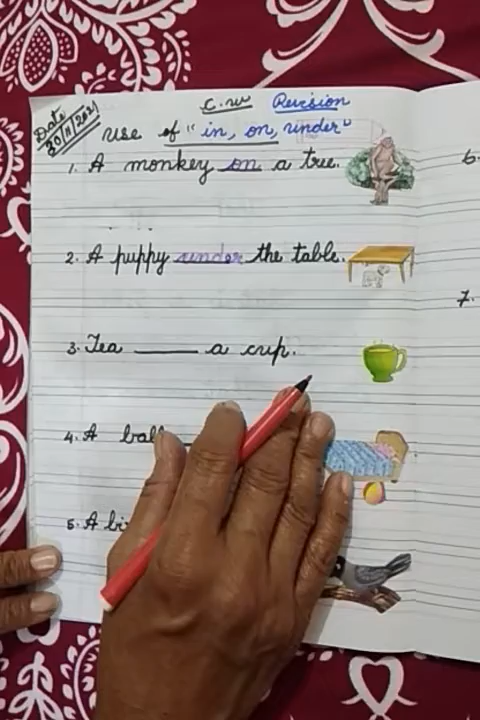 Date
30/11/2021
C.W Revision
use of "in, on, under"
1. A monkey on a tree.
2. A puppy under the table.
3. Tea ______ a cup.
4. A ball
5. A
6.
7.